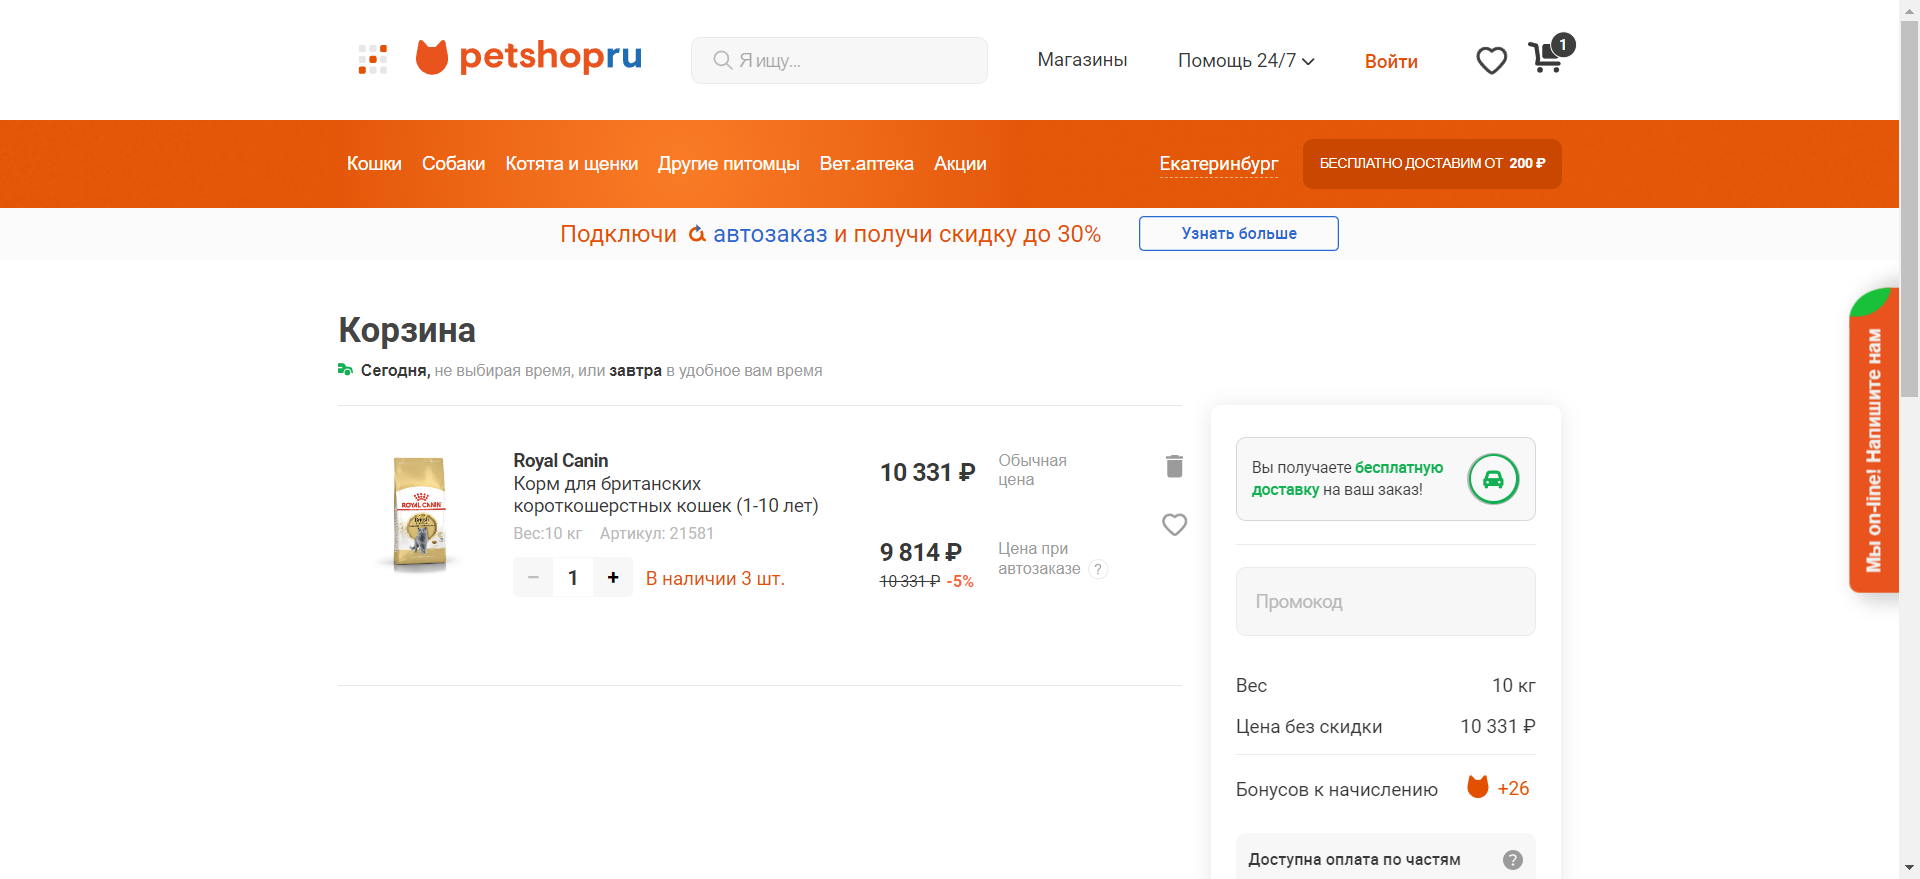 petshopru
Я ищу...
Магазины
Помощь 24/7
Войти
1
Кошки
Собаки
Котята и щенки
Другие питомцы
Вет.аптека
Акции
Екатеринбург
БЕСПЛАТНО ДОСТАВИМ ОТ 200 ₽
Подключи автозаказ и получи скидку до 30%
Узнать больше
Корзина
Сегодня, не выбирая время, или завтра в удобное вам время
ROYAL CANIN
Royal Canin
Корм для британских
короткошерстных кошек (1-10 лет)
Вес:10 кг Артикул: 21581
− 1 +
В наличии 3 шт.
10 331 ₽
Обычная
цена
9 814 ₽
10 331 ₽ -5%
Цена при
автозаказе ?
Вы получаете бесплатную
доставку на ваш заказ!
Промокод
Вес 10 кг
Цена без скидки 10 331 ₽
Бонусов к начислению +26
Доступна оплата по частям ?
Мы on-line! Напишите нам